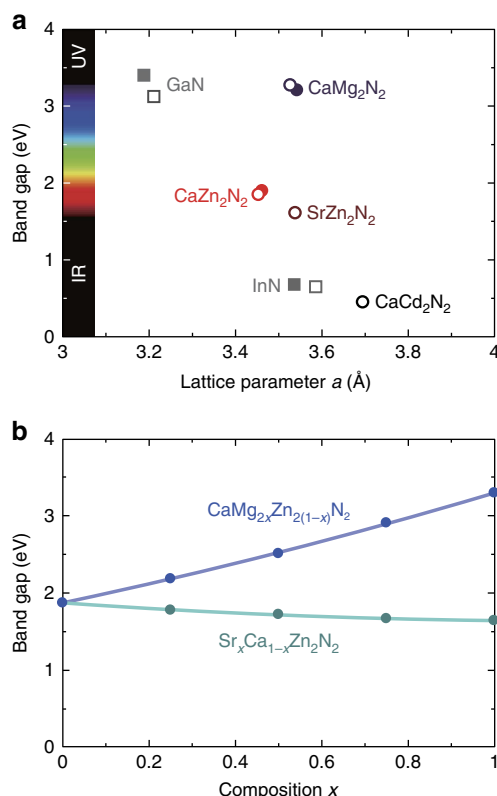 a
4
UV
GaN
CaMg₂N₂
3
Band gap (eV)
2
CaZn₂N₂
SrZn₂N₂
1
IR
InN
CaCd₂N₂
0
3 3.2 3.4 3.6 3.8 4
Lattice parameter a (Å)
b
4
CaMg₂ₓZn₂₍₁₋ₓ₎N₂
3
Band gap (eV)
2
SrₓCa₁₋ₓZn₂N₂
1
0
0 0.2 0.4 0.6 0.8 1
Composition x